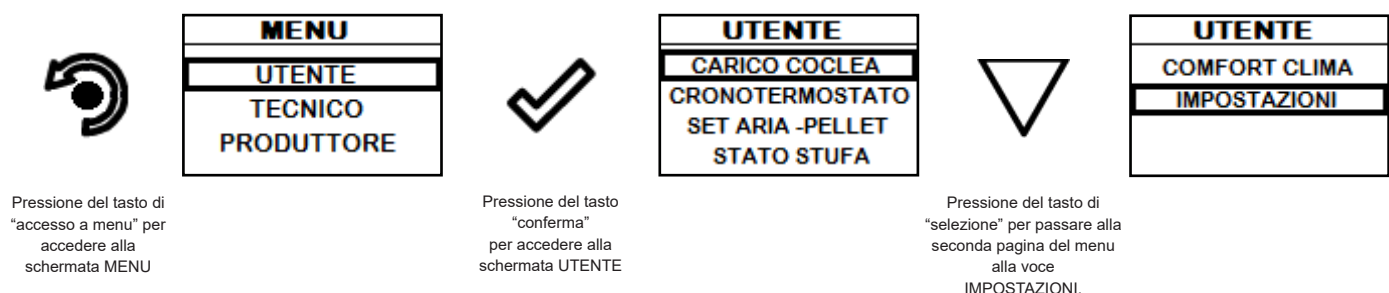 MENU
UTENTE
TECNICO
PRODUTTORE
UTENTE
CARICO COCLEA
CRONOTERMOSTATO
SET ARIA -PELLET
STATO STUFA
UTENTE
COMFORT CLIMA
IMPOSTAZIONI
Pressione del tasto di
“accesso a menu” per
accedere alla
schermata MENU
Pressione del tasto
“conferma”
per accedere alla
schermata UTENTE
Pressione del tasto di
“selezione” per passare alla
seconda pagina del menu
alla voce
IMPOSTAZIONI.